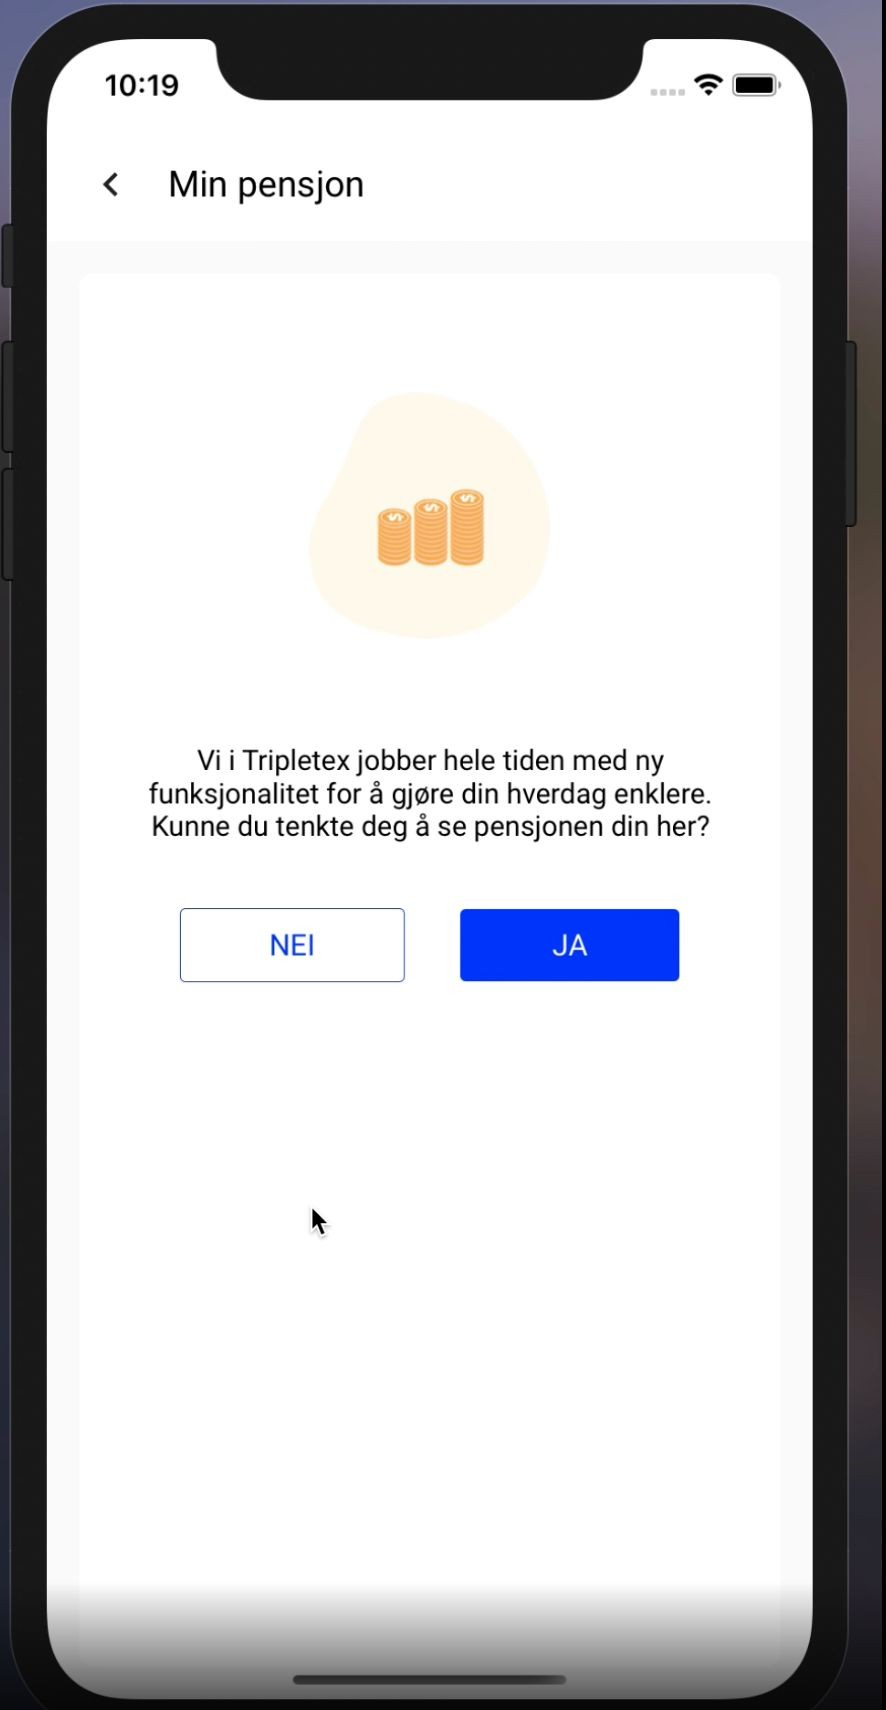 10:19
Min pensjon
Vi i Tripletex jobber hele tiden med ny
funksjonalitet for å gjøre din hverdag enklere.
Kunne du tenkte deg å se pensjonen din her?
NEI
JA